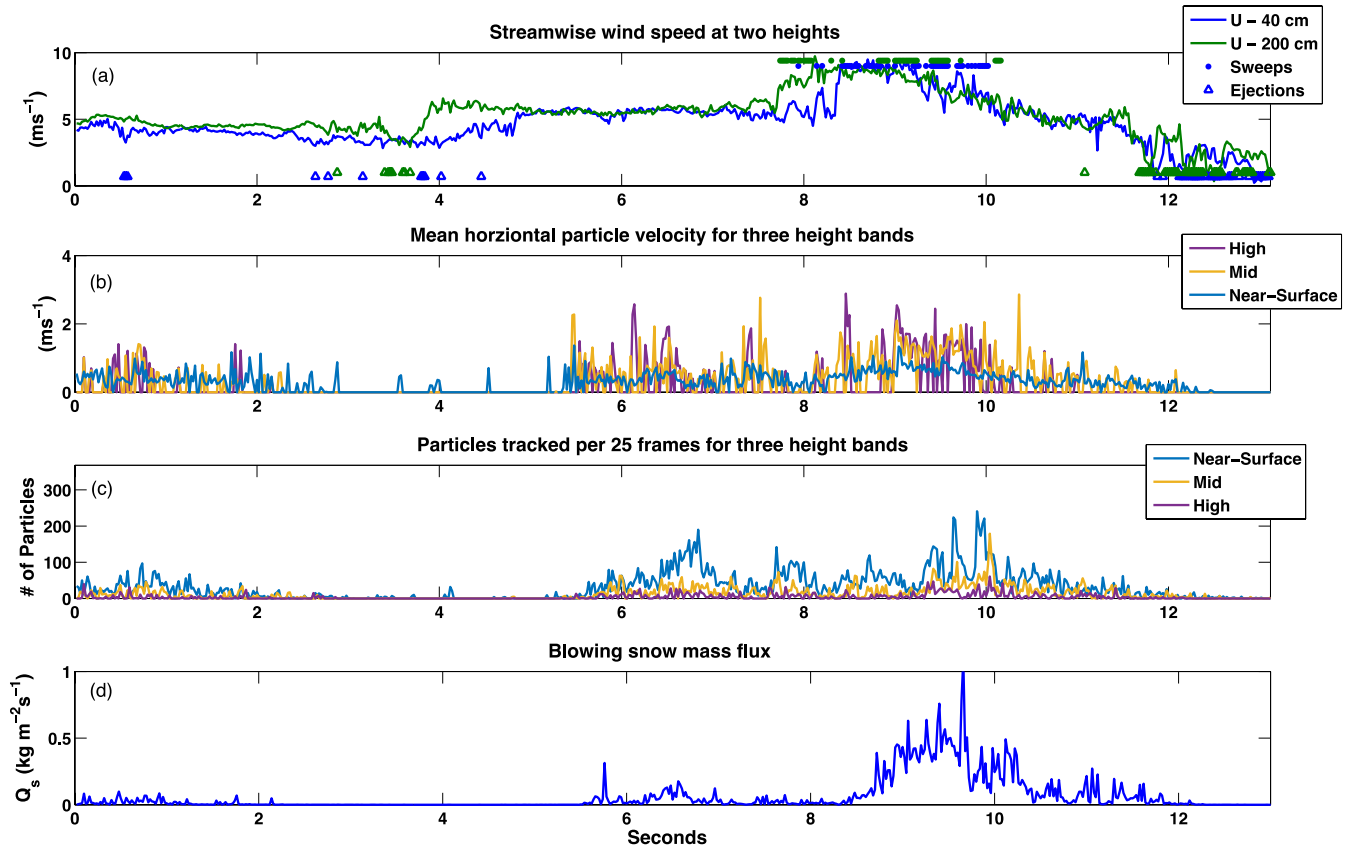 Streamwise wind speed at two heights
U − 40 cm
U − 200 cm
Sweeps
Ejections
(a)
(ms⁻¹)
10
5
0
0 2 4 6 8 10 12
Mean horziontal particle velocity for three height bands
High
Mid
Near−Surface
(b)
(ms⁻¹)
4
2
0
0 2 4 6 8 10 12
Particles tracked per 25 frames for three height bands
Near−Surface
Mid
High
(c)
# of Particles
300
200
100
0
0 2 4 6 8 10 12
Blowing snow mass flux
(d)
Qₛ (kg m⁻²s⁻¹)
1
0.5
0
0 2 4 6 8 10 12
Seconds